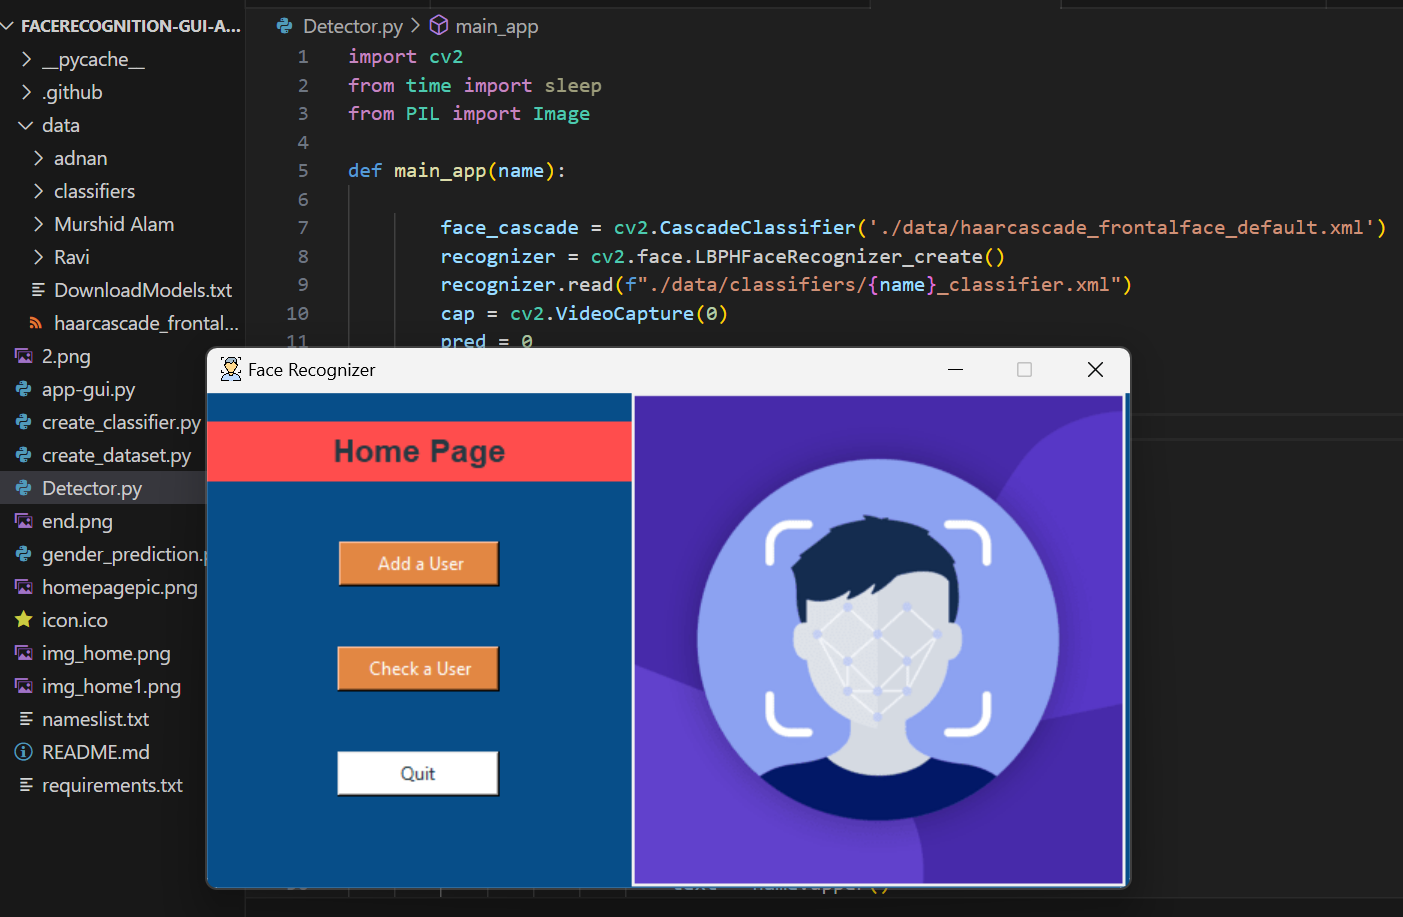 FACERECOGNITION-GUI-A...
__pycache__
.github
data
adnan
classifiers
Murshid Alam
Ravi
DownloadModels.txt
haarcascade_frontal...
2.png
app-gui.py
create_classifier.py
create_dataset.py
Detector.py
end.png
gender_prediction.
homepagepic.png
icon.ico
img_home.png
img_home1.png
nameslist.txt
README.md
requirements.txt
Detector.py > main_app
1 import cv2
2 from time import sleep
3 from PIL import Image
4
5 def main_app(name):
6
7 face_cascade = cv2.CascadeClassifier('./data/haarcascade_frontalface_default.xml')
8 recognizer = cv2.face.LBPHFaceRecognizer_create()
9 recognizer.read(f"./data/classifiers/{name}_classifier.xml")
10 cap = cv2.VideoCapture(0)
11 pred = 0
Face Recognizer
Home Page
Add a User
Check a User
Quit